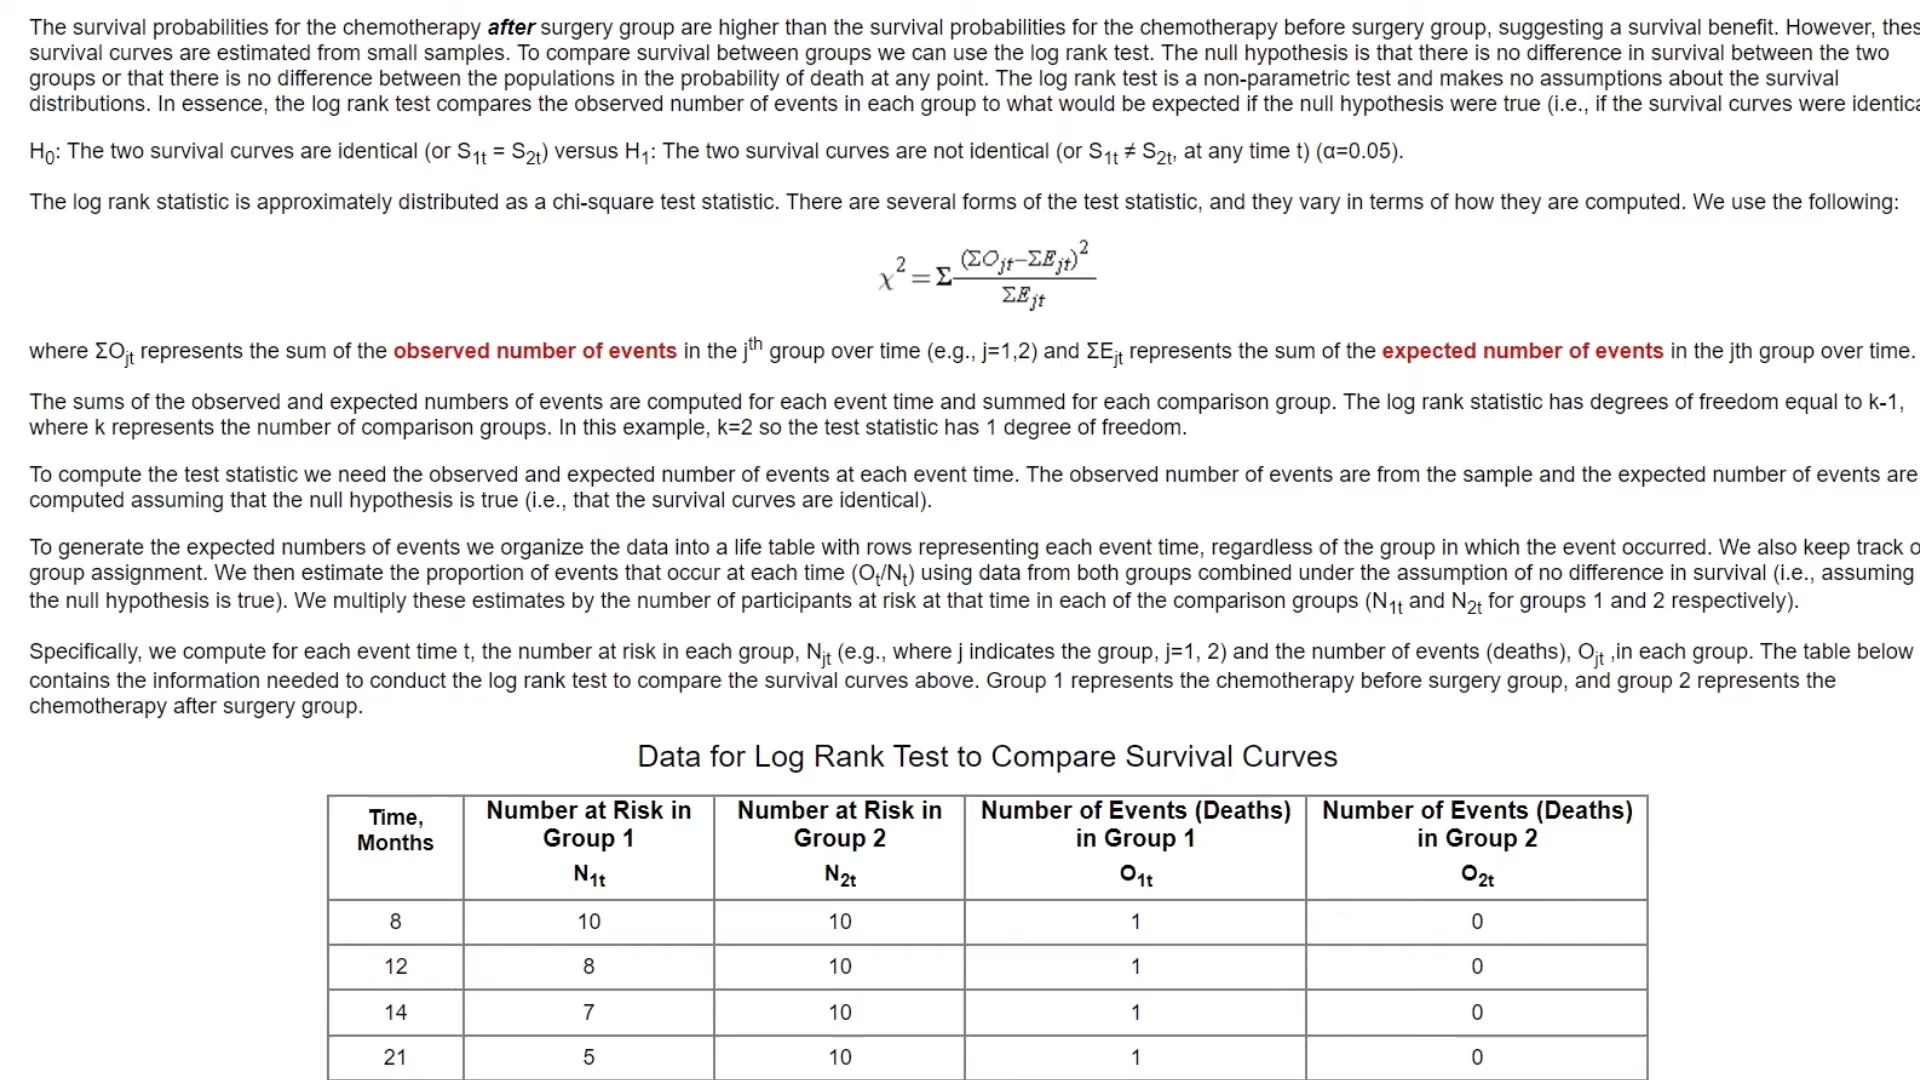 The survival probabilities for the chemotherapy after surgery group are higher than the survival probabilities for the chemotherapy before surgery group, suggesting a survival benefit. However, thes
survival curves are estimated from small samples. To compare survival between groups we can use the log rank test. The null hypothesis is that there is no difference in survival between the two
groups or that there is no difference between the populations in the probability of death at any point. The log rank test is a non-parametric test and makes no assumptions about the survival
distributions. In essence, the log rank test compares the observed number of events in each group to what would be expected if the null hypothesis were true (i.e., if the survival curves were identica
H0: The two survival curves are identical (or S1t = S2t) versus H1: The two survival curves are not identical (or S1t ≠ S2t, at any time t) (α=0.05).
The log rank statistic is approximately distributed as a chi-square test statistic. There are several forms of the test statistic, and they vary in terms of how they are computed. We use the following:
χ² = Σ (ΣOjt−ΣEjt)² / ΣEjt
where ΣOjt represents the sum of the observed number of events in the jth group over time (e.g., j=1,2) and ΣEjt represents the sum of the expected number of events in the jth group over time.
The sums of the observed and expected numbers of events are computed for each event time and summed for each comparison group. The log rank statistic has degrees of freedom equal to k-1,
where k represents the number of comparison groups. In this example, k=2 so the test statistic has 1 degree of freedom.
To compute the test statistic we need the observed and expected number of events at each event time. The observed number of events are from the sample and the expected number of events are
computed assuming that the null hypothesis is true (i.e., that the survival curves are identical).
To generate the expected numbers of events we organize the data into a life table with rows representing each event time, regardless of the group in which the event occurred. We also keep track o
group assignment. We then estimate the proportion of events that occur at each time (Ot/Nt) using data from both groups combined under the assumption of no difference in survival (i.e., assuming
the null hypothesis is true). We multiply these estimates by the number of participants at risk at that time in each of the comparison groups (N1t and N2t for groups 1 and 2 respectively).
Specifically, we compute for each event time t, the number at risk in each group, Njt (e.g., where j indicates the group, j=1, 2) and the number of events (deaths), Ojt ,in each group. The table below
contains the information needed to conduct the log rank test to compare the survival curves above. Group 1 represents the chemotherapy before surgery group, and group 2 represents the
chemotherapy after surgery group.
Data for Log Rank Test to Compare Survival Curves
Time, Months | Number at Risk in Group 1 N1t | Number at Risk in Group 2 N2t | Number of Events (Deaths) in Group 1 O1t | Number of Events (Deaths) in Group 2 O2t
8 10 10 1 0
12 8 10 1 0
14 7 10 1 0
21 5 10 1 0